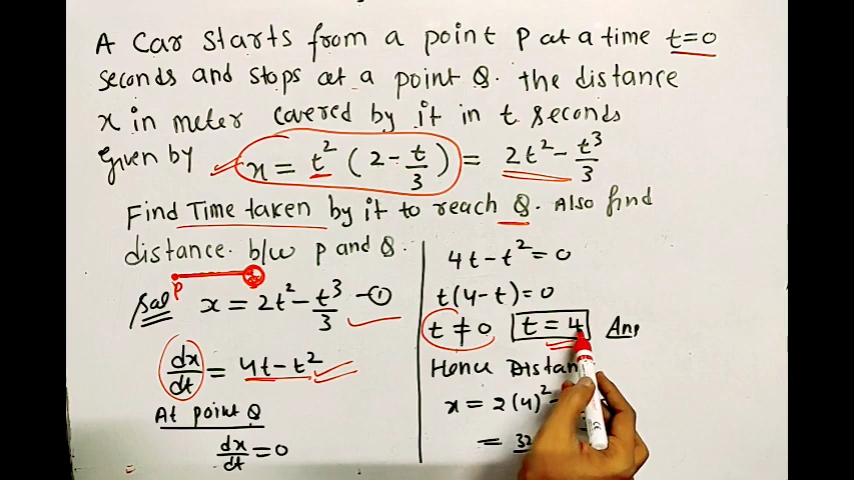 A Car starts from a point P at a time t=0
seconds and stops at a point Q. the distance
x in meter covered by it in t seconds
given by x = t² (2 - t/3) = 2t² - t³/3
Find Time taken by it to reach Q. Also find
distance. b/w P and Q.
P
Sol x = 2t² - t³/3 -①
dx/dt = 4t - t²
At point Q
dx/dt = 0
4t - t² = 0
t(4 - t) = 0
t ≠ 0 t = 4 Ans
Hence Distan
x = 2(4)² -
= 32